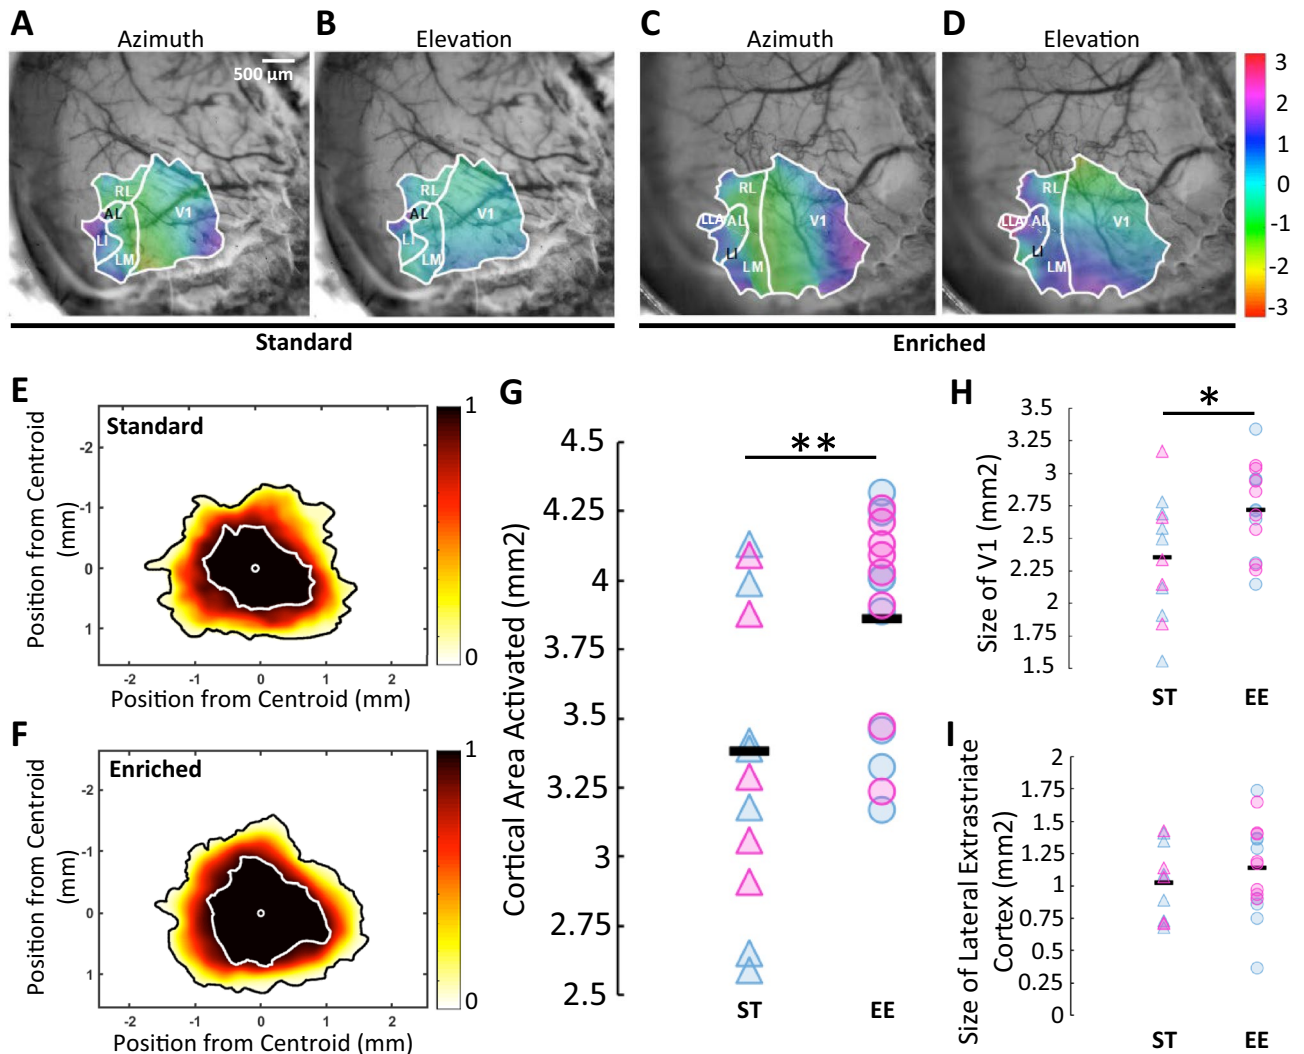 A
B
C
D
Azimuth
Elevation
Azimuth
Elevation
500 µm
RL
AL
V1
LI
LM
RL
AL
V1
LI
LM
RL
LLA
AL
V1
LI
LM
RL
LLA
AL
V1
LI
LM
3
2
1
0
-1
-2
-3
Standard
Enriched
E
Standard
Position from Centroid
(mm)
-2
-1
0
1
-2
-1
0
1
2
Position from Centroid (mm)
1
0
F
Enriched
Position from Centroid
(mm)
-2
-1
0
1
-2
-1
0
1
2
Position from Centroid (mm)
1
0
G
Cortical Area Activated (mm2)
4.5
4.25
4
3.75
3.5
3.25
3
2.75
2.5
**
ST
EE
H
Size of V1 (mm2)
3.5
3.25
3
2.75
2.5
2.25
2
1.75
1.5
*
ST
EE
I
Size of Lateral Extrastriate
Cortex (mm2)
2
1.75
1.5
1.25
1
0.75
0.5
0.25
0
ST
EE